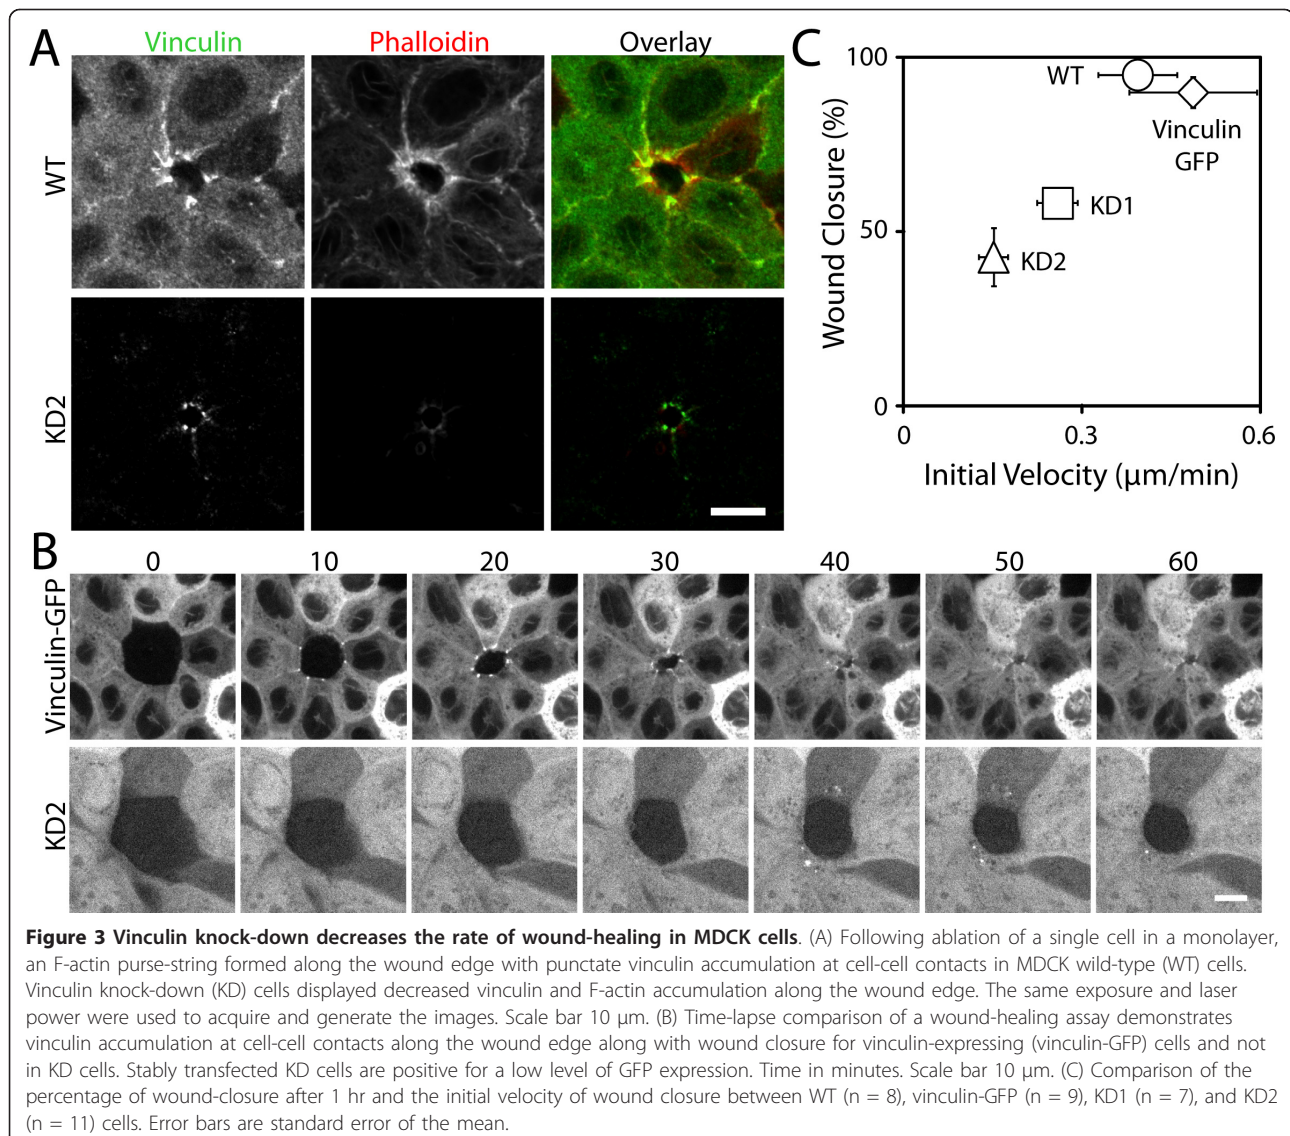 A
Vinculin
Phalloidin
Overlay
WT
KD2
C
100
50
0
Wound Closure (%)
WT
Vinculin
GFP
KD1
KD2
0
0.3
0.6
Initial Velocity (µm/min)
B
0
10
20
30
40
50
60
Vinculin-GFP
KD2
Figure 3 Vinculin knock-down decreases the rate of wound-healing in MDCK cells. (A) Following ablation of a single cell in a monolayer,
an F-actin purse-string formed along the wound edge with punctate vinculin accumulation at cell-cell contacts in MDCK wild-type (WT) cells.
Vinculin knock-down (KD) cells displayed decreased vinculin and F-actin accumulation along the wound edge. The same exposure and laser
power were used to acquire and generate the images. Scale bar 10 µm. (B) Time-lapse comparison of a wound-healing assay demonstrates
vinculin accumulation at cell-cell contacts along the wound edge along with wound closure for vinculin-expressing (vinculin-GFP) cells and not
in KD cells. Stably transfected KD cells are positive for a low level of GFP expression. Time in minutes. Scale bar 10 µm. (C) Comparison of the
percentage of wound-closure after 1 hr and the initial velocity of wound closure between WT (n = 8), vinculin-GFP (n = 9), KD1 (n = 7), and KD2
(n = 11) cells. Error bars are standard error of the mean.